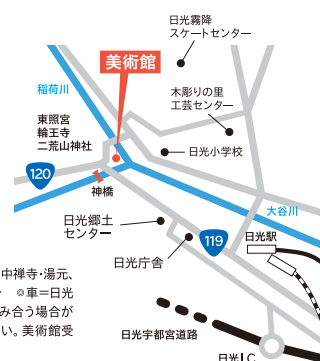 日光霧降
スケートセンター
美術館
稲荷川
木彫りの里
工芸センター
東照宮
輪王寺
二荒山神社
日光小学校
120
神橋
大谷川
日光郷土
センター
119
日光駅
日光庁舎
中禅寺・湯元、
◎車=日光
み合う場合が
い。美術館受
日光宇都宮道路
日光IC